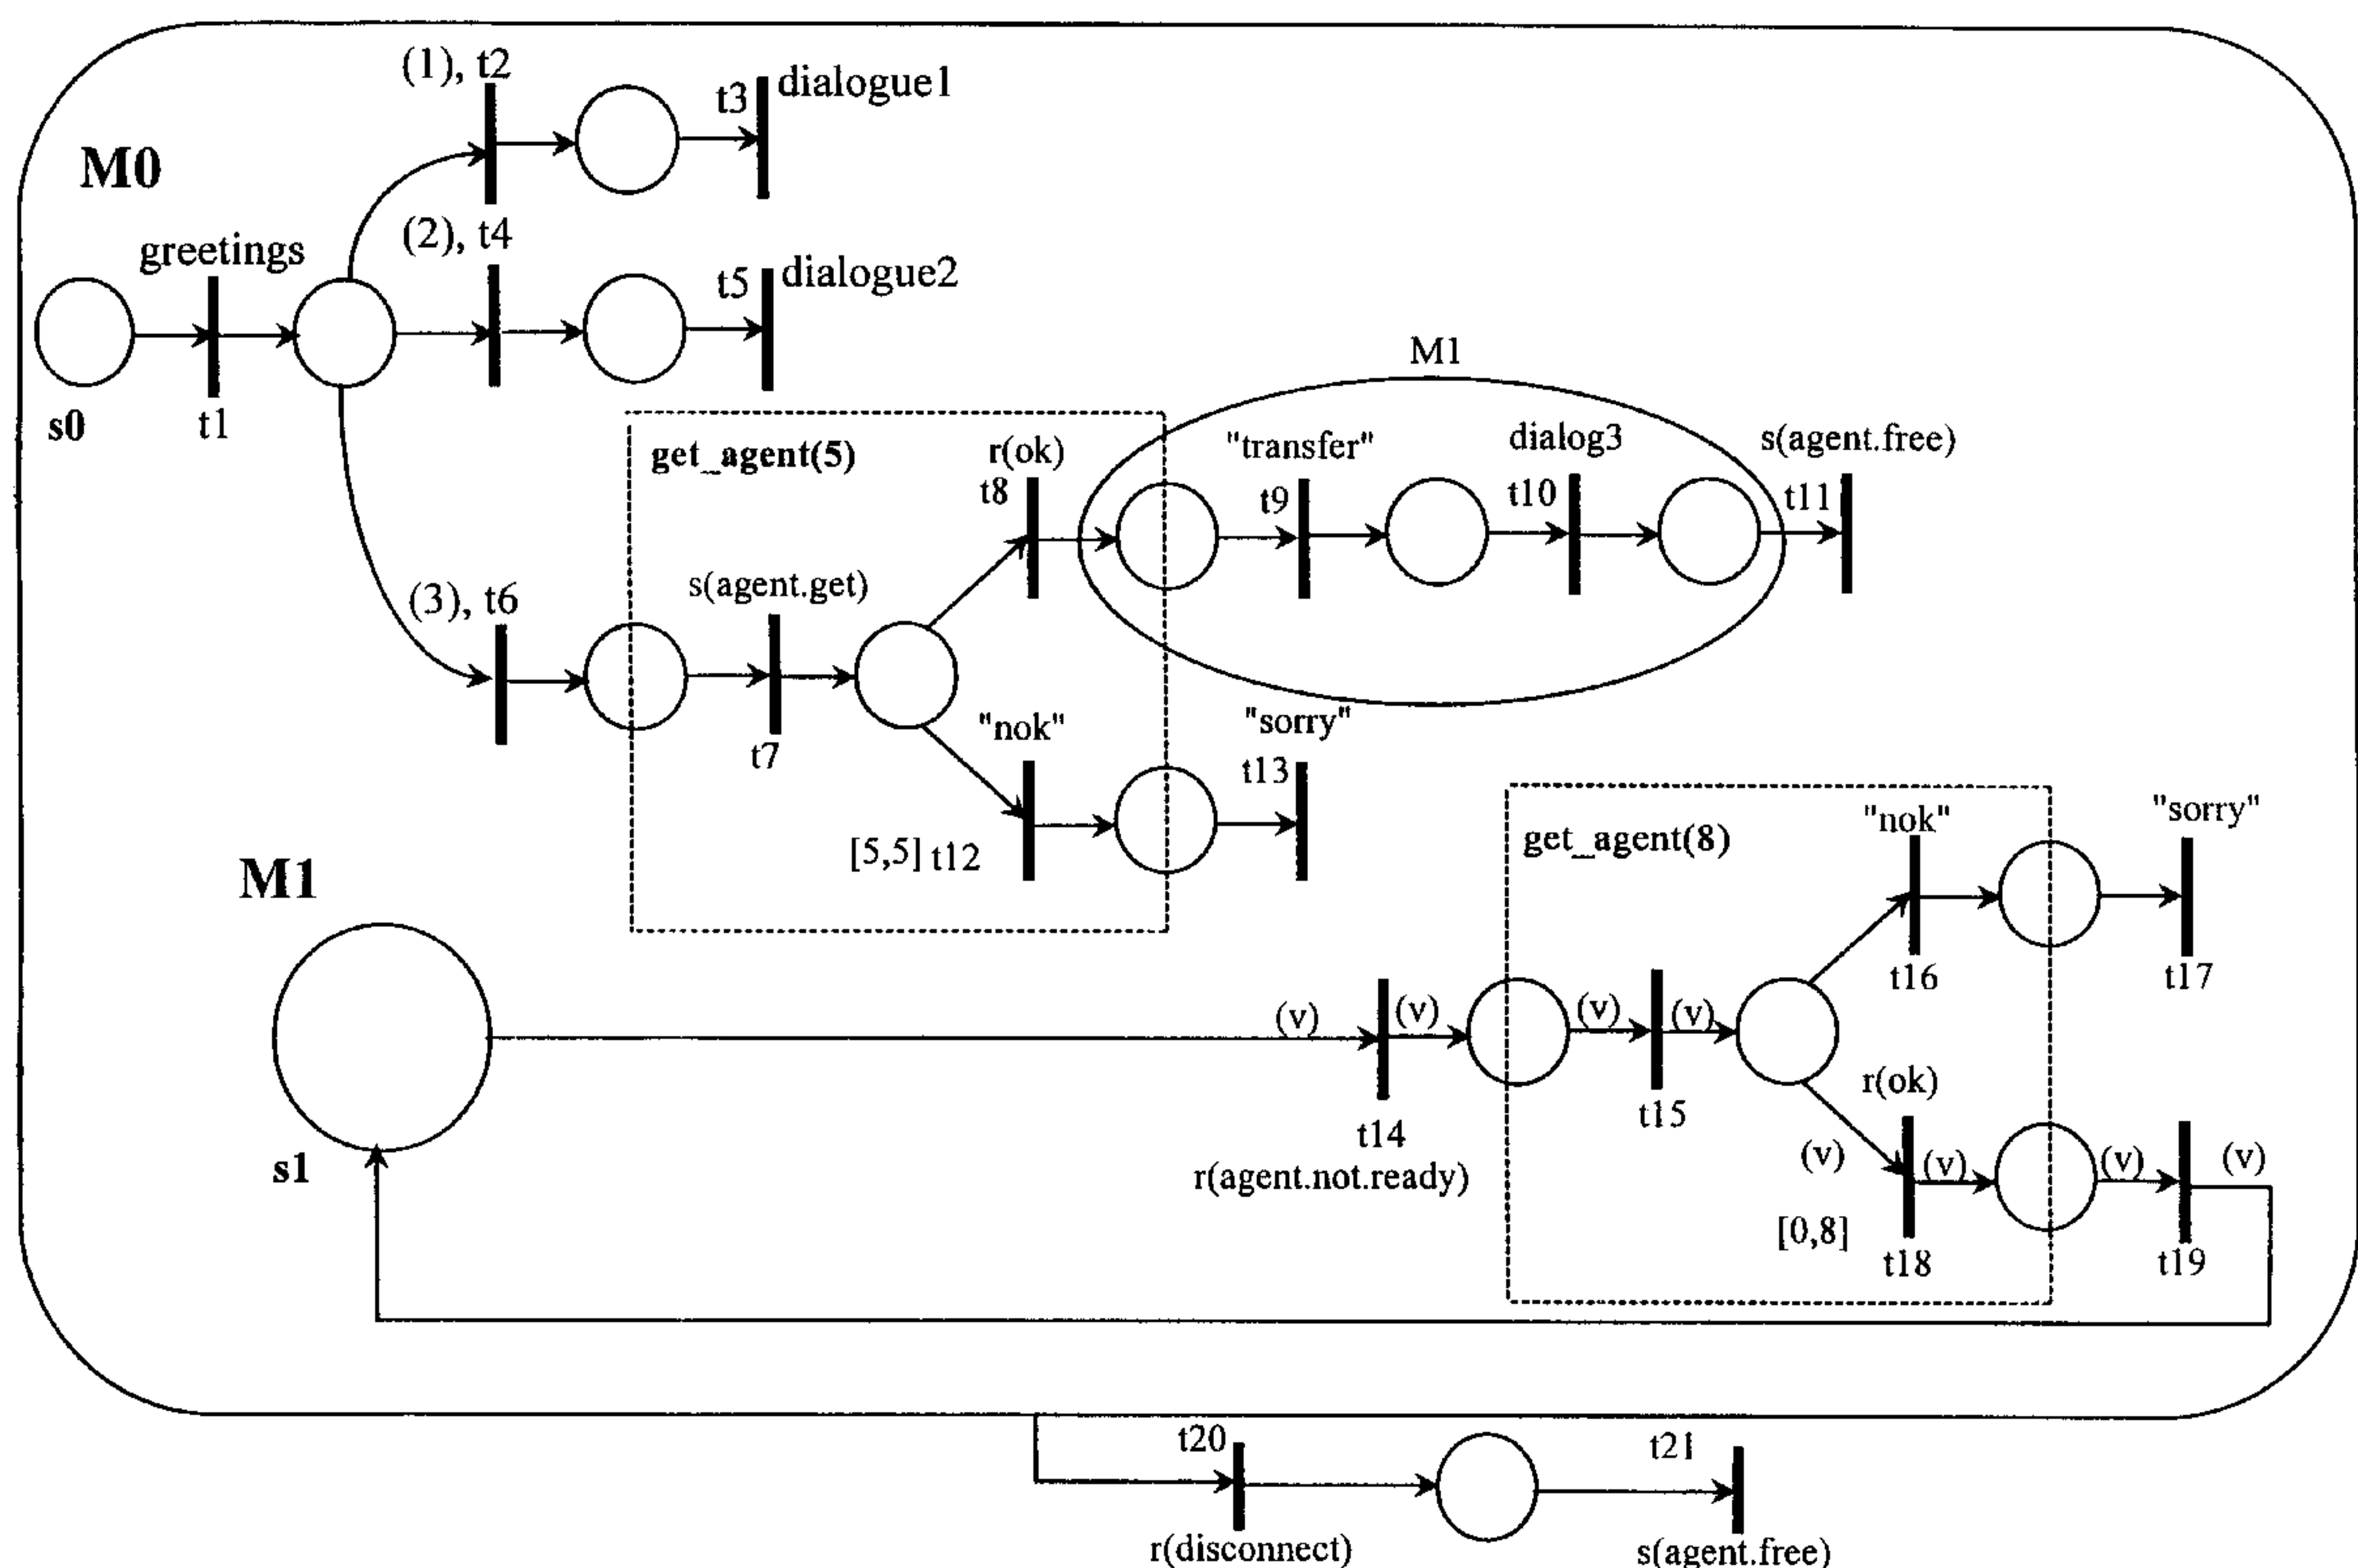 (1), t2
t3
dialogue1
M0
(2), t4
greetings
t5
dialogue2
s0
t1
M1
get_agent(5)
r(ok)
t8
"transfer"
t9
dialog3
t10
s(agent.free)
t11
(3), t6
s(agent.get)
t7
"nok"
[5,5] t12
"sorry"
t13
M1
s1
get_agent(8)
"nok"
t16
"sorry"
t17
(v)
(v)
(v)
(v)
t14
r(agent.not.ready)
t15
r(ok)
(v)
(v)
(v)
(v)
[0,8]
t18
t19
t20
r(disconnect)
t21
s(agent.free)